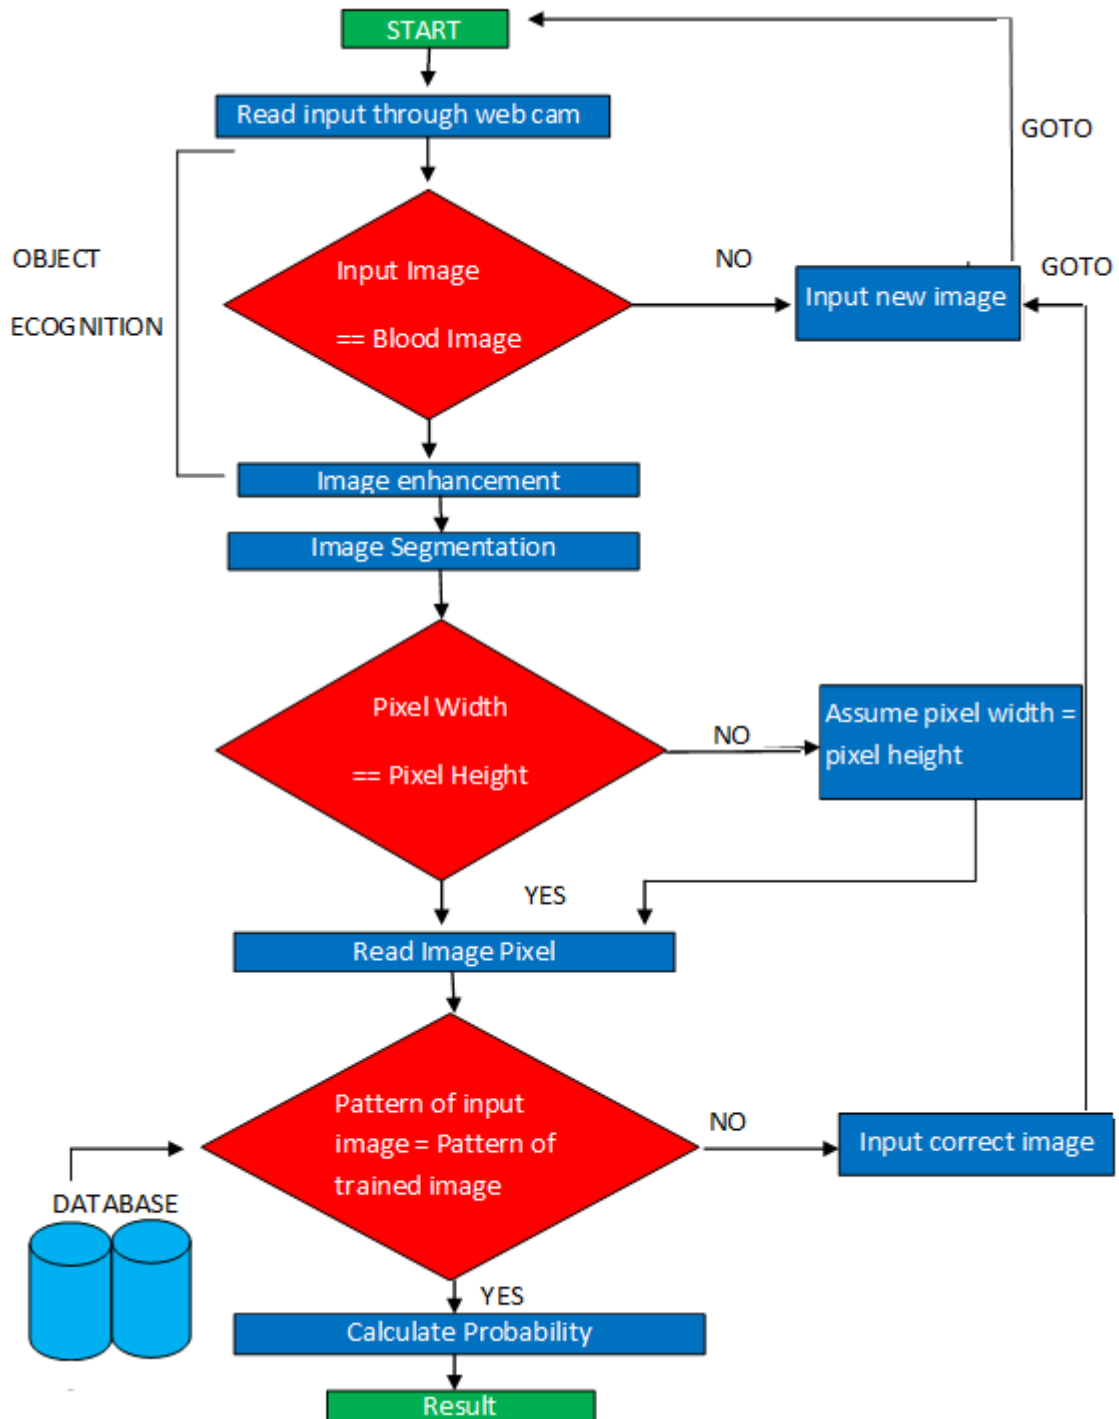 START
Read input through web cam
GOTO
OBJECT
ECOGNITION
Input Image
== Blood Image
NO
Input new image
GOTO
Image enhancement
Image Segmentation
Pixel Width
== Pixel Height
NO
Assume pixel width =
pixel height
YES
Read Image Pixel
Pattern of input
image = Pattern of
trained image
NO
Input correct image
DATABASE
YES
Calculate Probability
Result